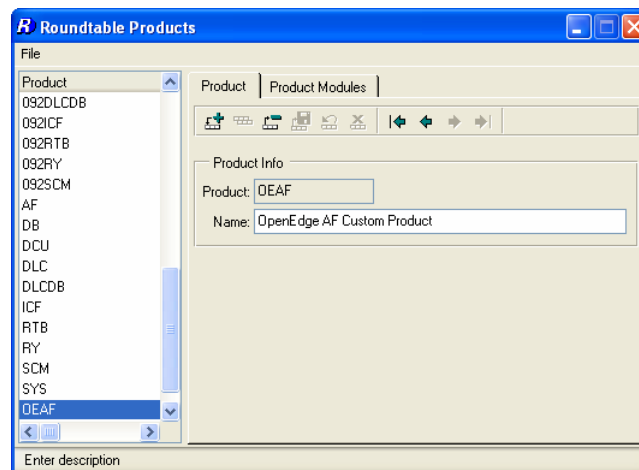 R Roundtable Products
File
Product
092DLCDB
092ICF
092RTB
092RY
092SCM
AF
DB
DCU
DLC
DLCDB
ICF
RTB
RY
SCM
SYS
OEAF
Product Product Modules
Product Info
Product: OEAF
Name: OpenEdge AF Custom Product
Enter description